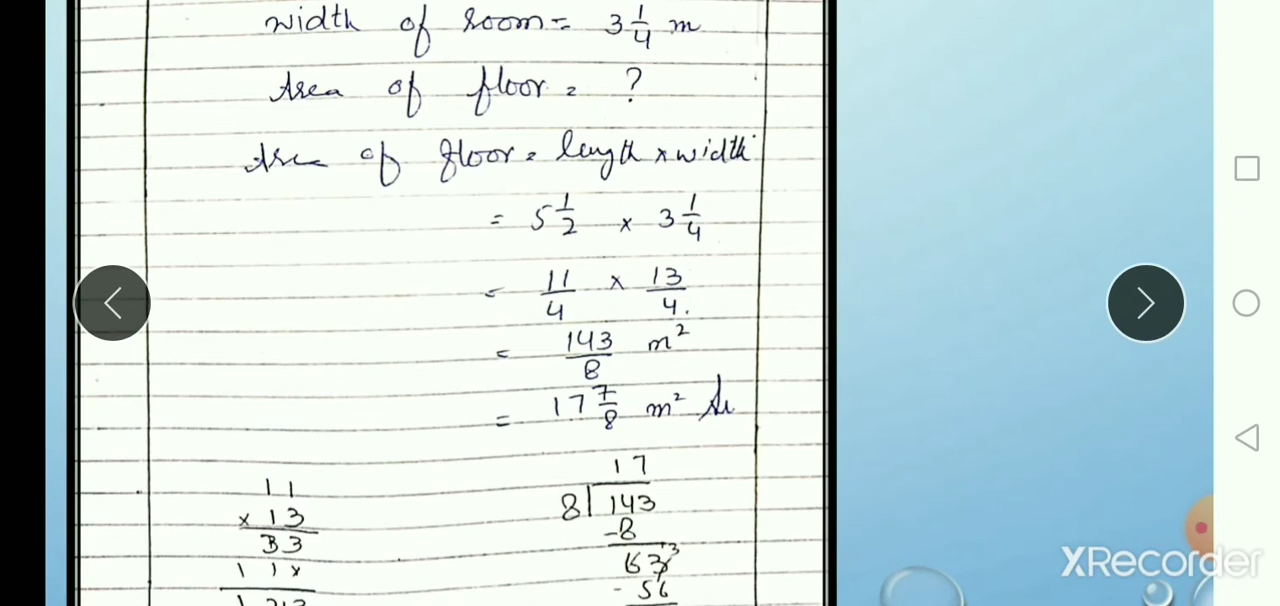 width of room = 3 1/4 m
Area of floor = ?
Area of floor = length × width
= 5 1/2 × 3 1/4
= 11/4 × 13/4.
= 143/8 m²
= 17 7/8 m²
11
× 13
33
11×
17
8 143
-8
63
- 56
XRecorder